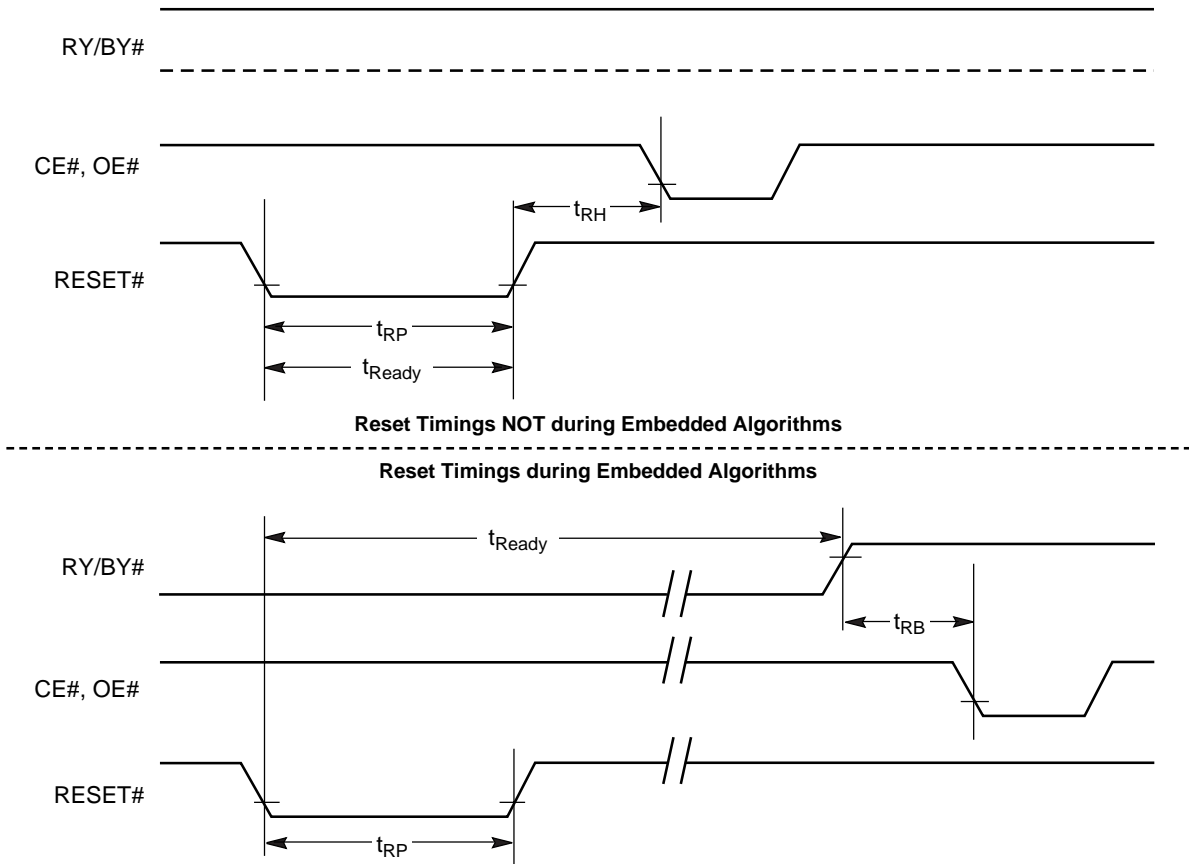 RY/BY#
CE#, OE#
tRH
RESET#
tRP
tReady
Reset Timings NOT during Embedded Algorithms
Reset Timings during Embedded Algorithms
tReady
RY/BY#
tRB
CE#, OE#
RESET#
tRP